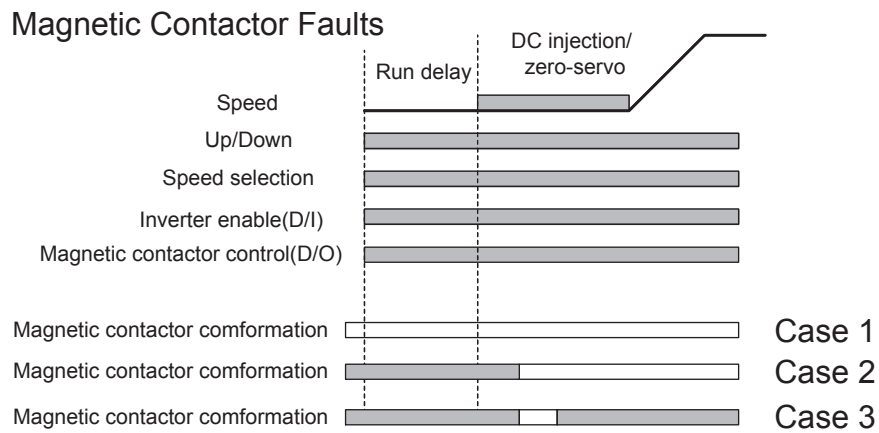 Magnetic Contactor Faults
DC injection/
zero-servo
Run delay
Speed
Up/Down
Speed selection
Inverter enable(D/I)
Magnetic contactor control(D/O)
Magnetic contactor comformation Case 1
Magnetic contactor comformation Case 2
Magnetic contactor comformation Case 3